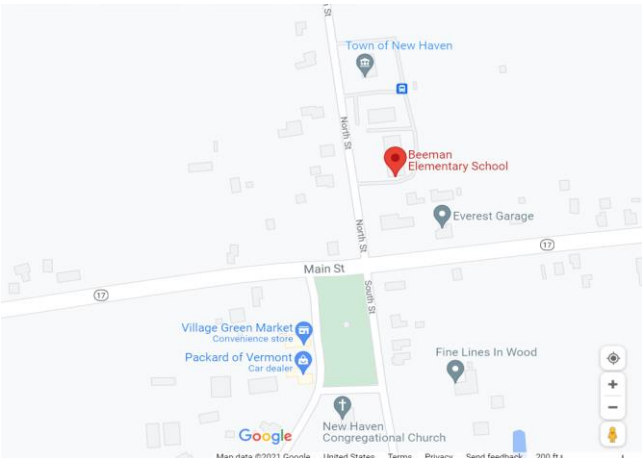 St
Town of New Haven
North St
Beeman
Elementary School
Everest Garage
North St
17
Main St
17
South St
Village Green Market
Convenience store
Packard of Vermont
Car dealer
Fine Lines In Wood
New Haven
Congregational Church
Google
Map data ©2021 Google United States Terms Privacy Send feedback 200 ft